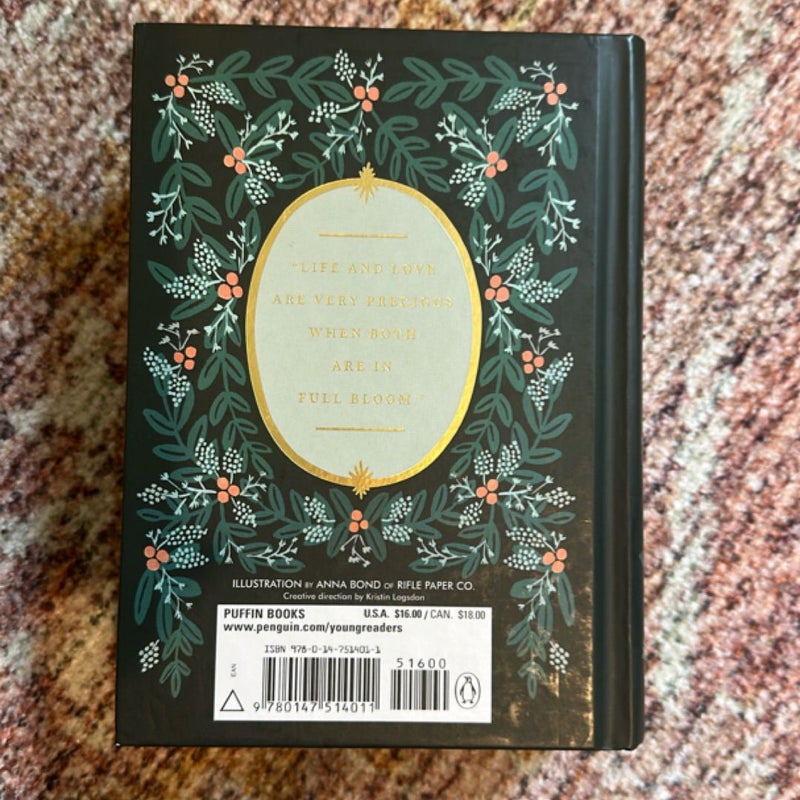 "LIFE AND LOVE
ARE VERY PRECIOUS
WHEN BOTH
ARE IN
FULL BLOOM."
ILLUSTRATION BY ANNA BOND OF RIFLE PAPER CO.
Creative direction by Kristin Logsdon
PUFFIN BOOKS U.S.A. $16.00 / CAN. $18.00
www.penguin.com/youngreaders
ISBN 978-0-14-751401-1
51600
EAN
9 780147 514011